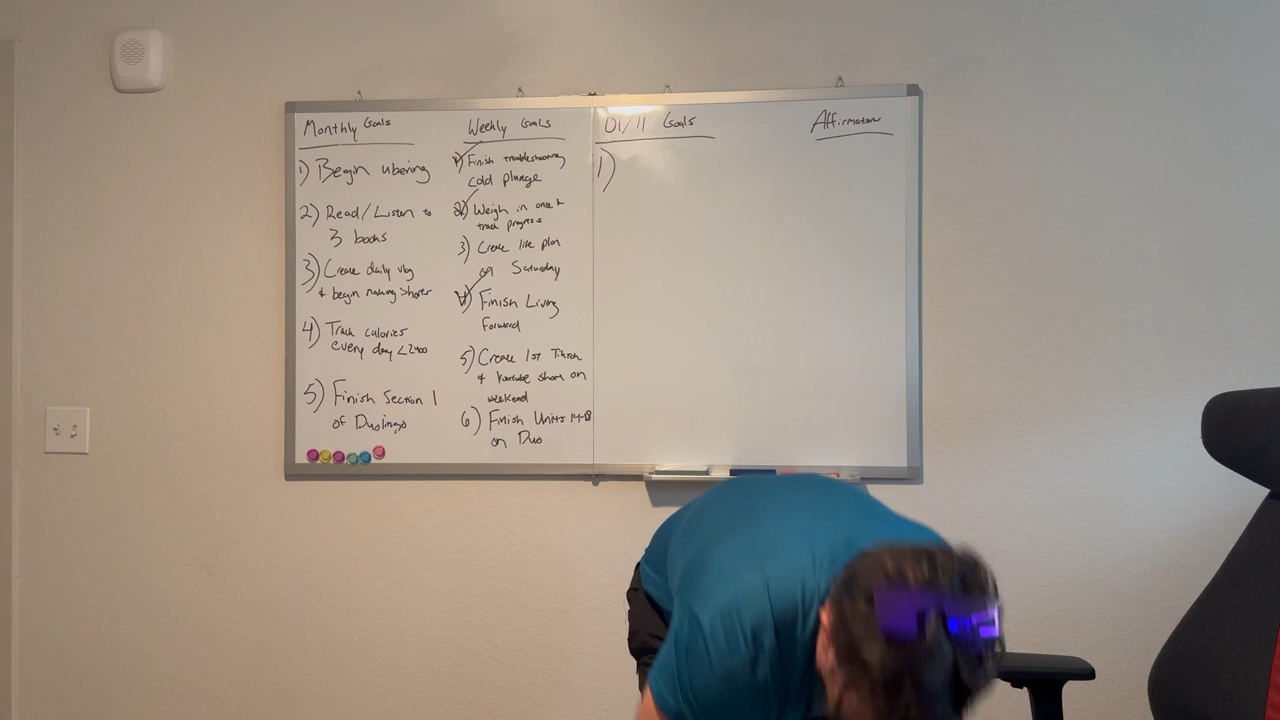 Monthly Goals
1) Begin ubering
2) Read/Listen to
3 books
3) Create daily vlog
& begin making shorts
4) Track calories
every day <2400
5) Finish Section 1
of Duolingo
Weekly Goals
1) Finish troubleshooting
cold plunge
2) Weigh in once &
track progress
3) Create life plan
on Saturday
4) Finish Living
Forward
5) Create 1st Tiktok
& Youtube short on
weekend
6) Finish Units 14-18
on Duo
01/11 Goals
1)
Affirmations